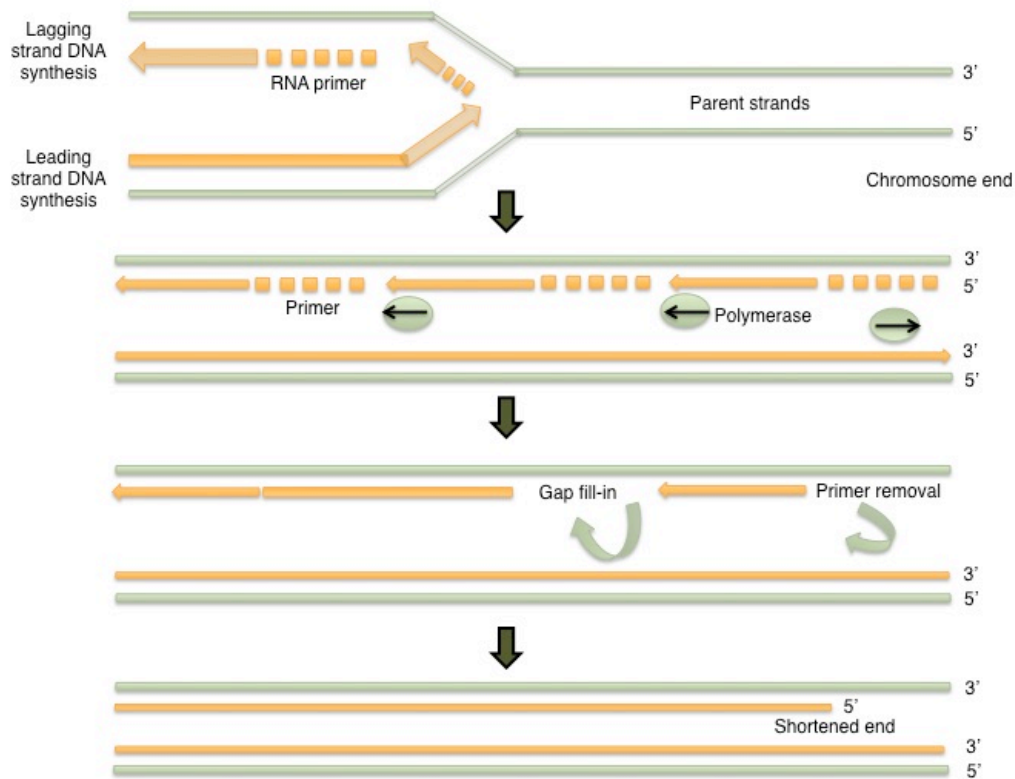 Lagging
strand DNA
synthesis
RNA primer
3’
Parent strands
5’
Leading
strand DNA
synthesis
Chromosome end
3’
5’
Primer
Polymerase
3’
5’
Gap fill-in
Primer removal
3’
5’
3’
5’
Shortened end
3’
5’